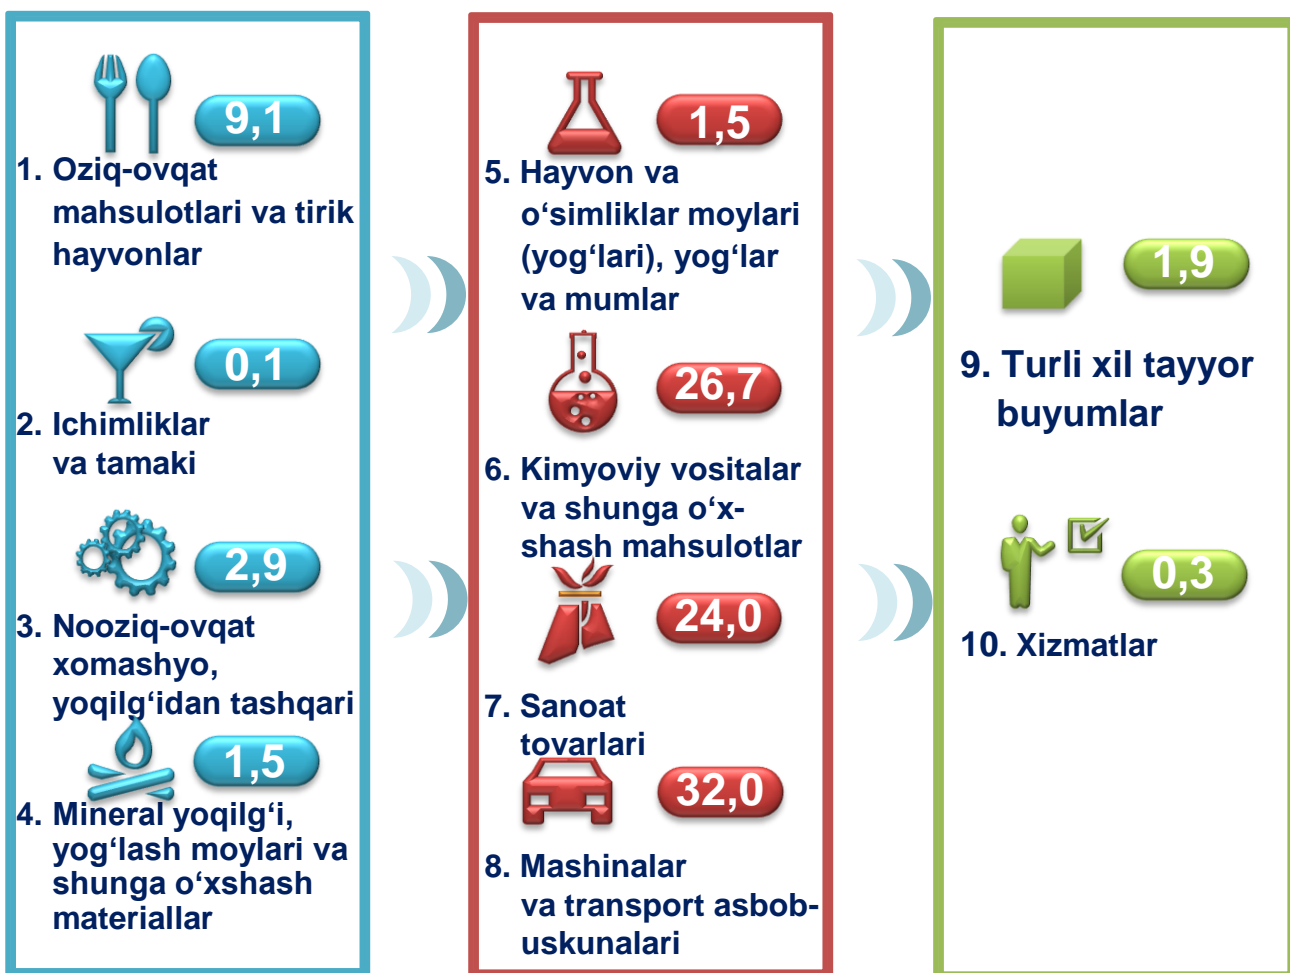 9,1
1. Oziq-ovqat
mahsulotlari va tirik
hayvonlar
0,1
2. Ichimliklar
va tamaki
2,9
3. Nooziq-ovqat
xomashyo,
yoqilg‘idan tashqari
1,5
4. Mineral yoqilg‘i,
yog‘lash moylari va
shunga o‘xshash
materiallar
1,5
5. Hayvon va
o‘simliklar moylari
(yog‘lari), yog‘lar
va mumlar
26,7
6. Kimyoviy vositalar
va shunga o‘x-
shash mahsulotlar
24,0
7. Sanoat
tovarlari
32,0
8. Mashinalar
va transport asbob-
uskunalari
1,9
9. Turli xil tayyor
buyumlar
0,3
10. Xizmatlar